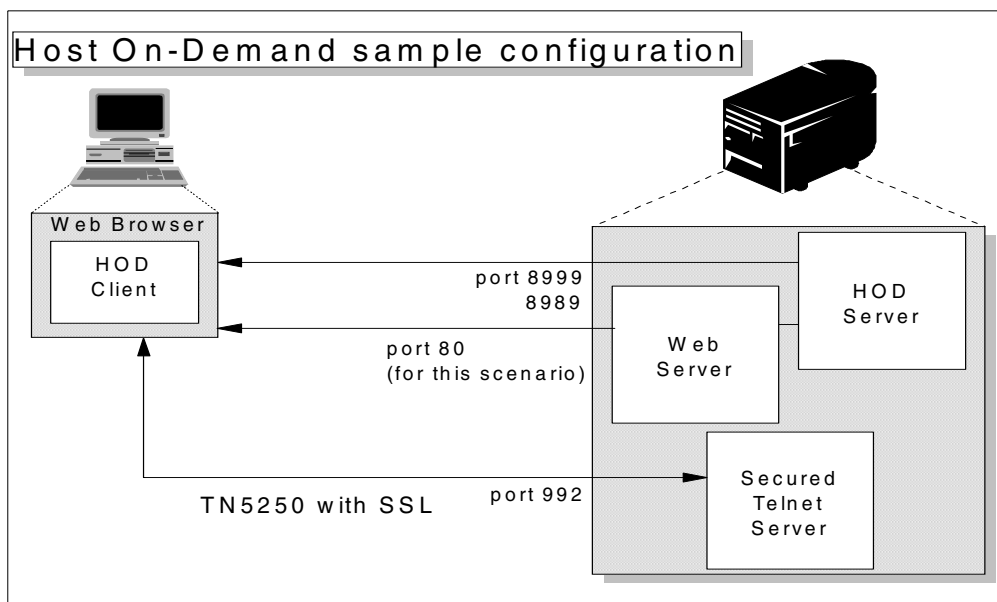 Host On-Demand sample configuration
Web Browser
HOD
Client
port 8999
8989
HOD
Server
port 80
(for this scenario)
Web
Server
TN5250 with SSL
port 992
Secured
Telnet
Server